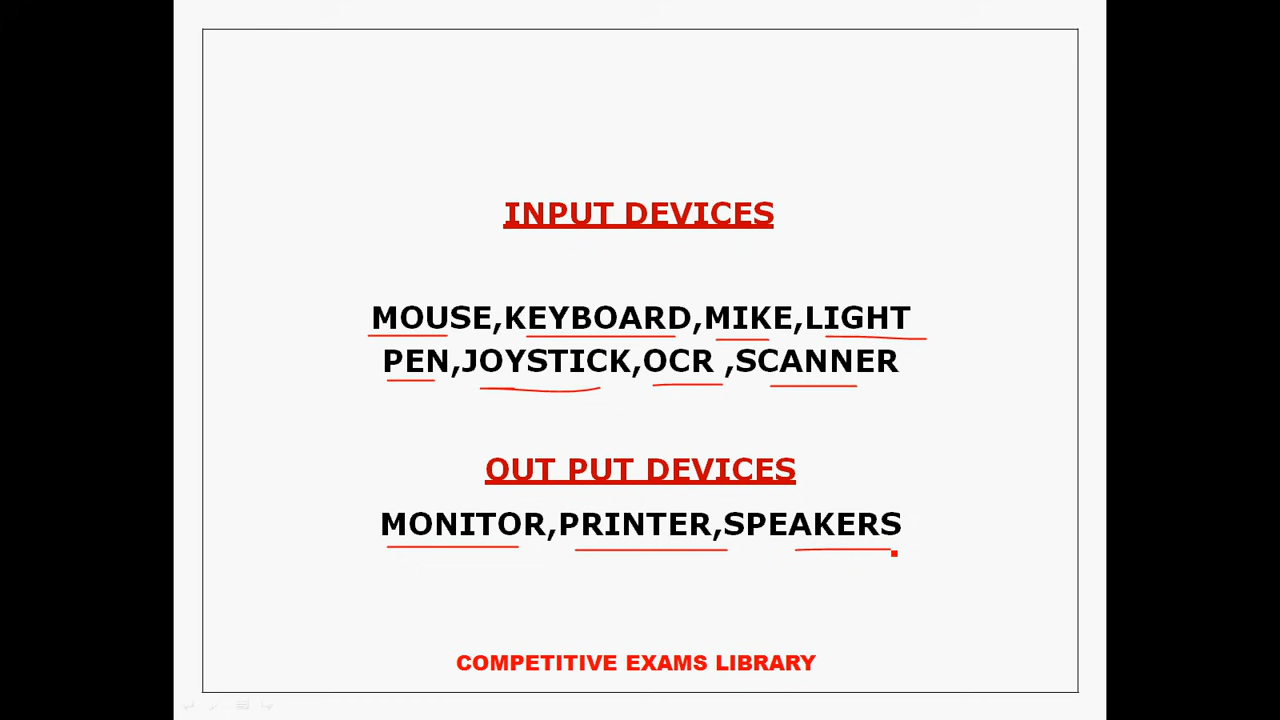 INPUT DEVICES
MOUSE,KEYBOARD,MIKE,LIGHT
PEN,JOYSTICK,OCR ,SCANNER
OUT PUT DEVICES
MONITOR,PRINTER,SPEAKERS
COMPETITIVE EXAMS LIBRARY